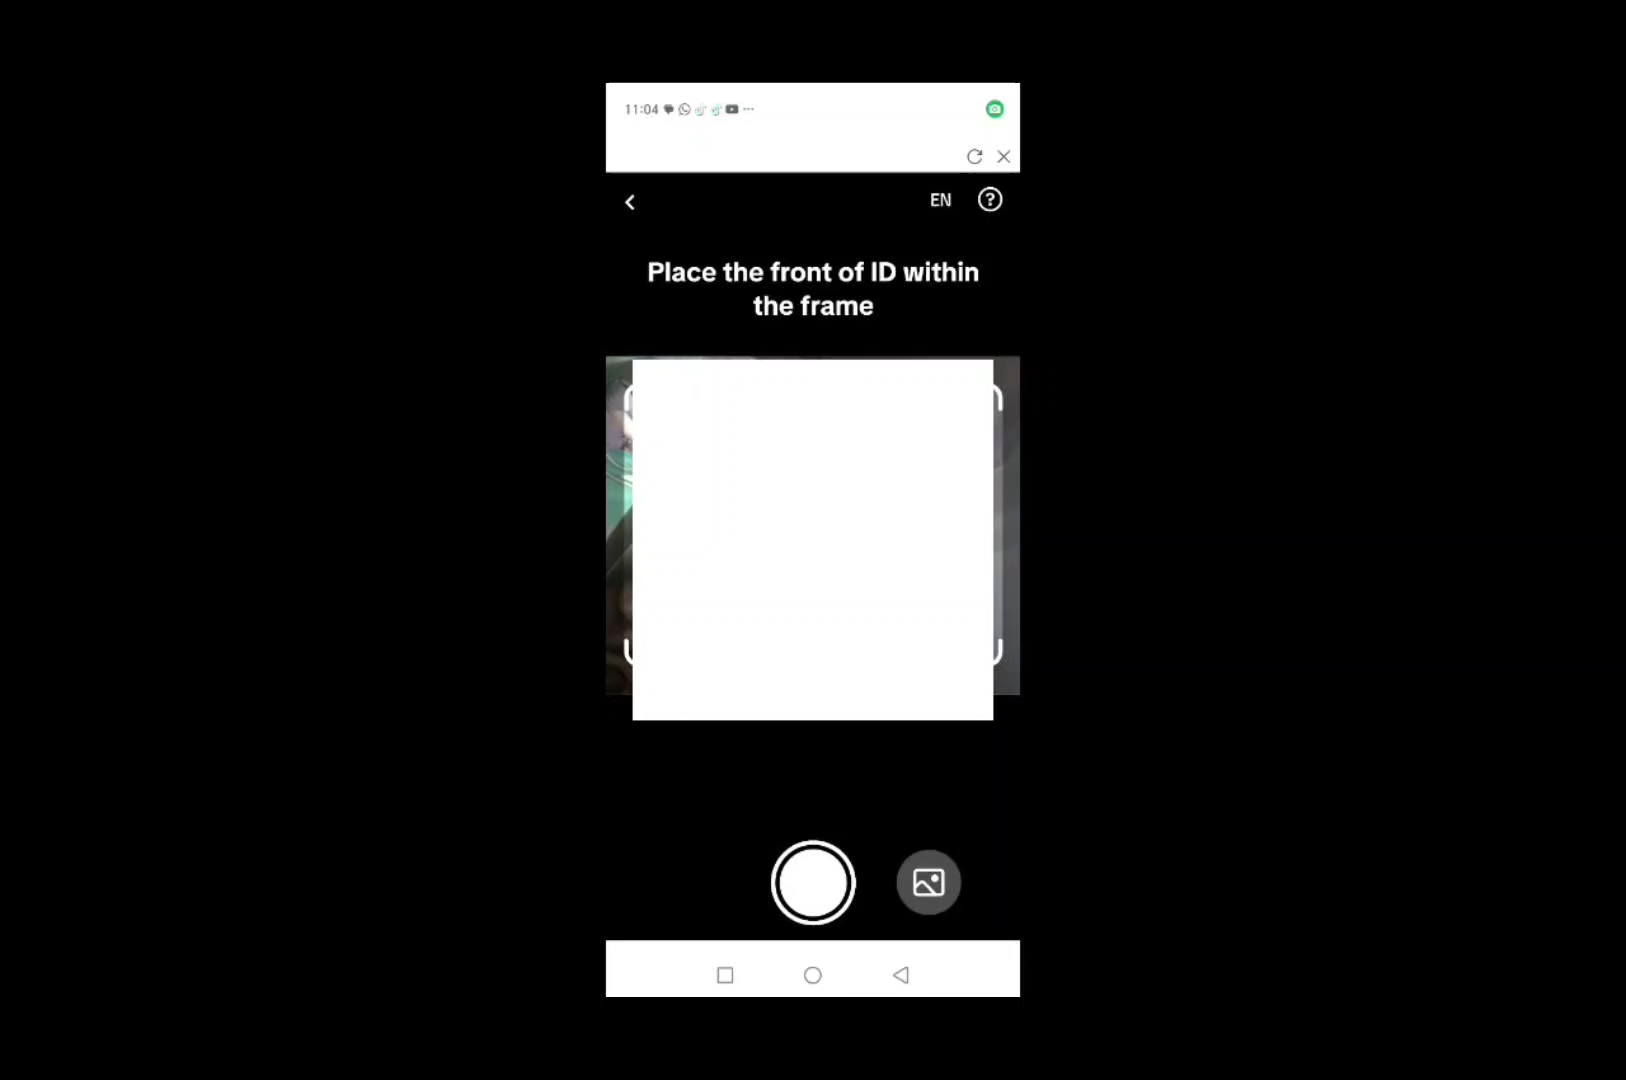 11:04
EN
Place the front of ID within
the frame